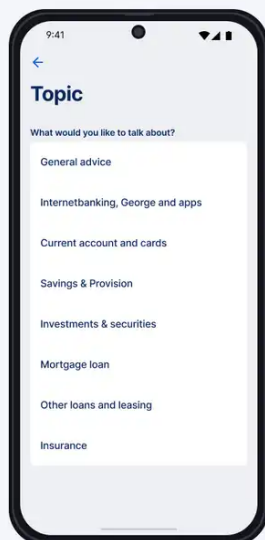 9:41
Topic
What would you like to talk about?
General advice
Internetbanking, George and apps
Current account and cards
Savings & Provision
Investments & securities
Mortgage loan
Other loans and leasing
Insurance